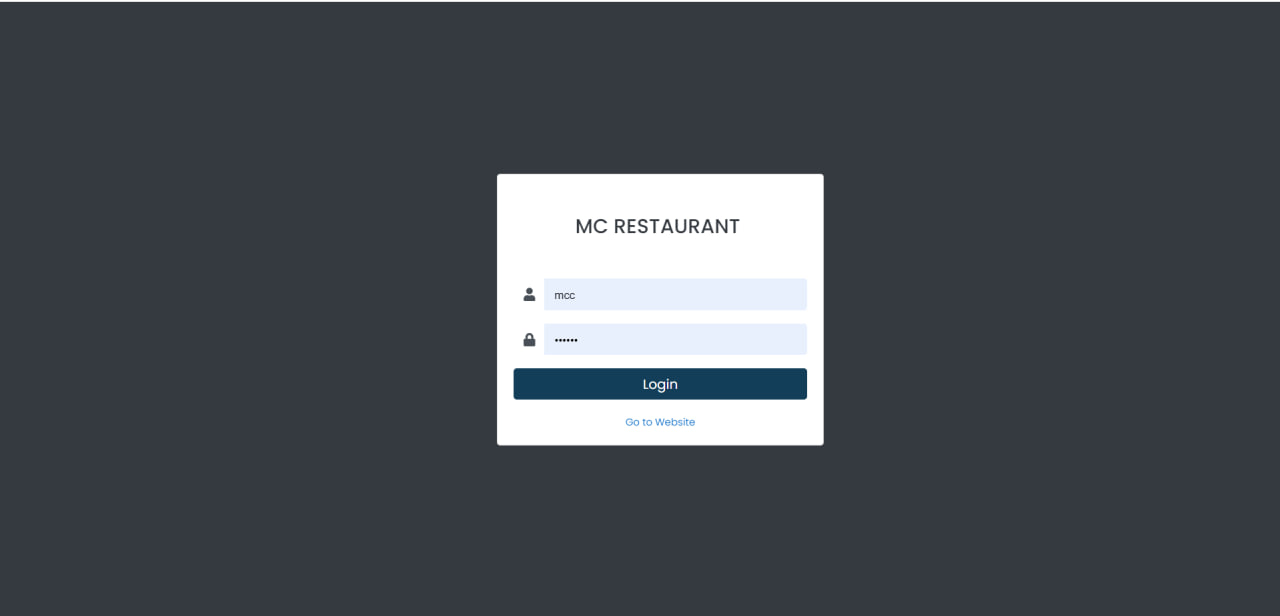 MC RESTAURANT
mcc
••••••
Login
Go to Website